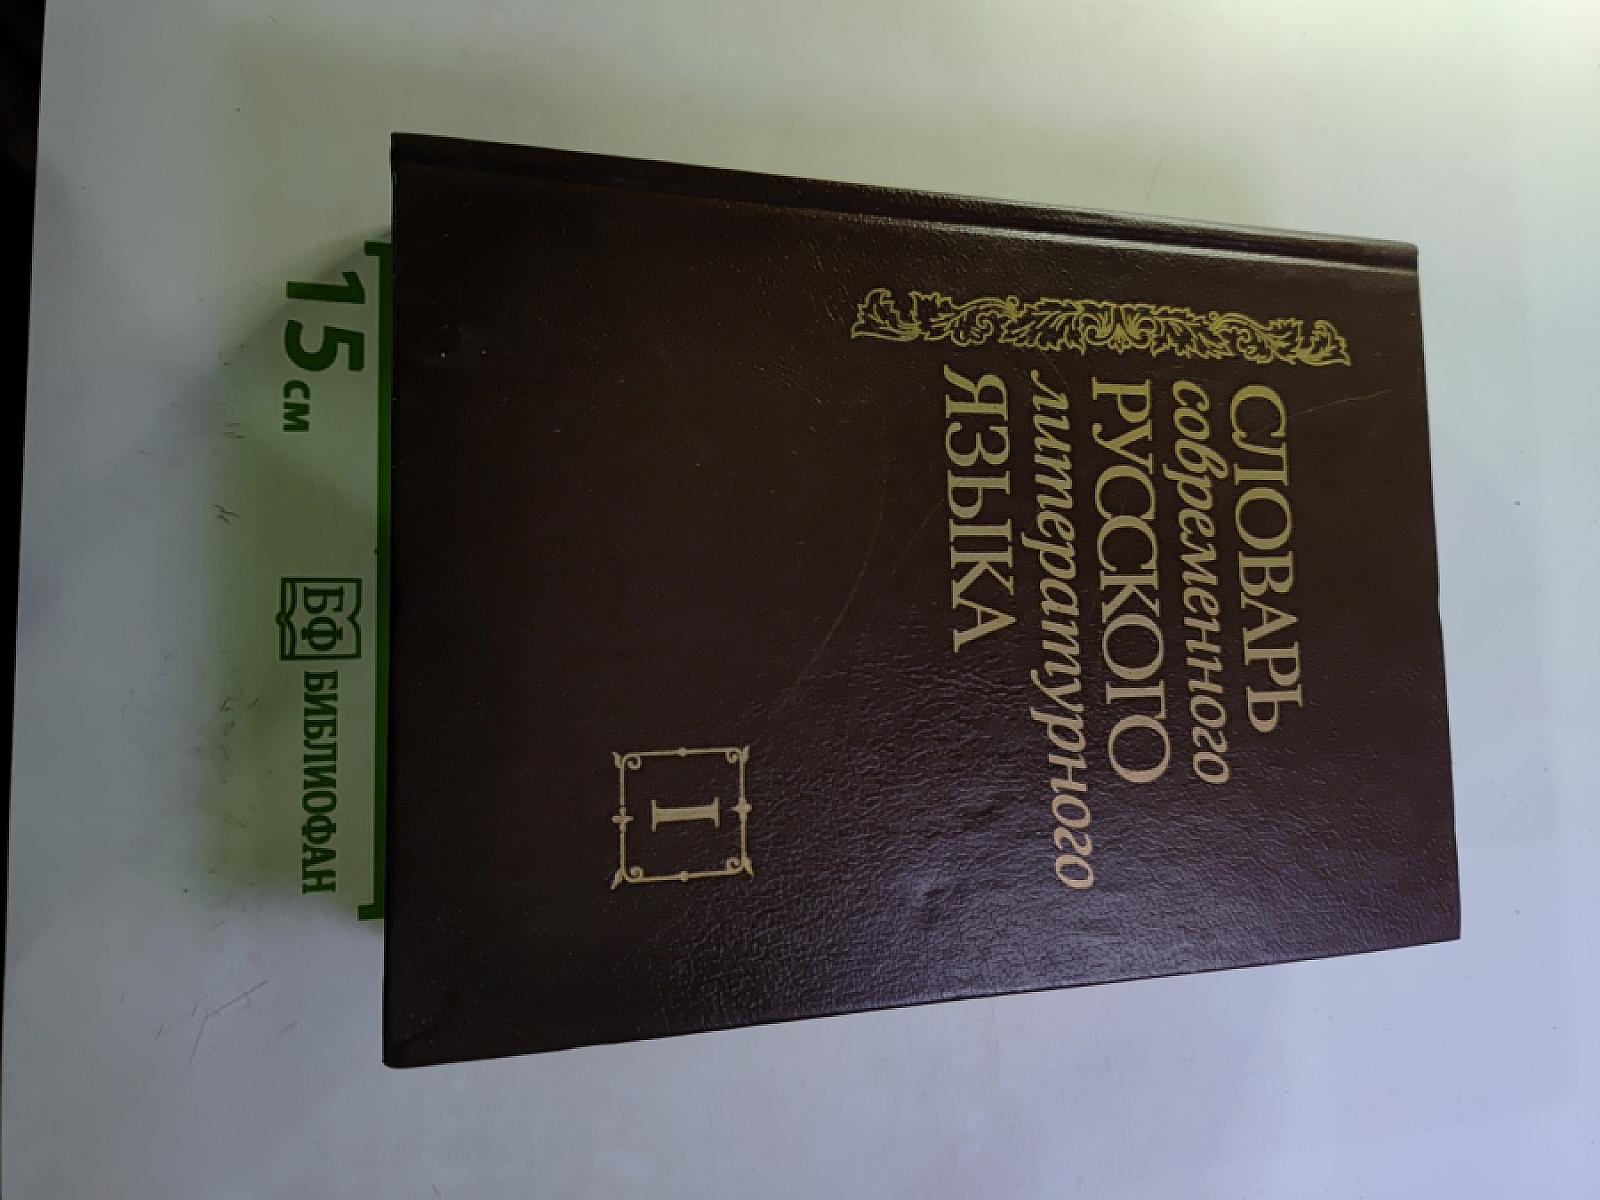 СЛОВАРЬ
современного
РУССКОГО
литературного
ЯЗЫКА
I
15 см
БФ БИБЛИОФАН